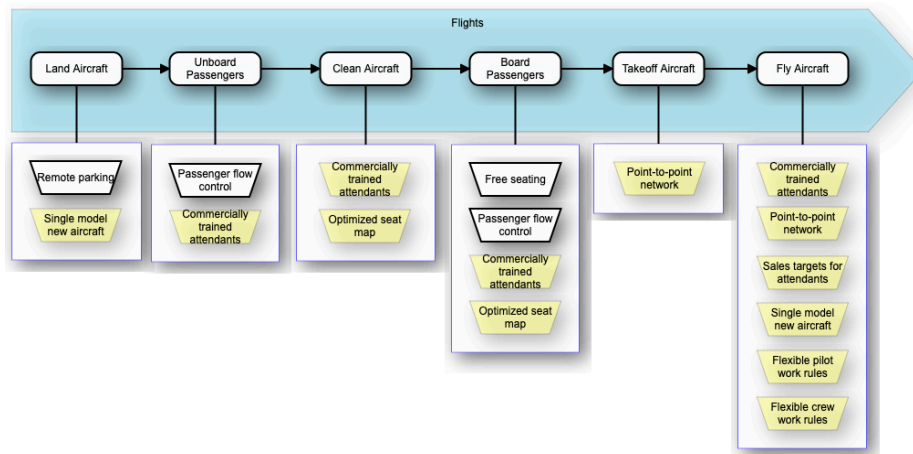 Flights
Land Aircraft
Unboard
Passengers
Clean Aircraft
Board
Passengers
Takeoff Aircraft
Fly Aircraft
Remote parking
Single model
new aircraft
Passenger flow
control
Commercially
trained
attendants
Commercially
trained
attendants
Optimized seat
map
Free seating
Passenger flow
control
Commercially
trained
attendants
Optimized seat
map
Point-to-point
network
Commercially
trained
attendants
Point-to-point
network
Sales targets for
attendants
Single model
new aircraft
Flexible pilot
work rules
Flexible crew
work rules